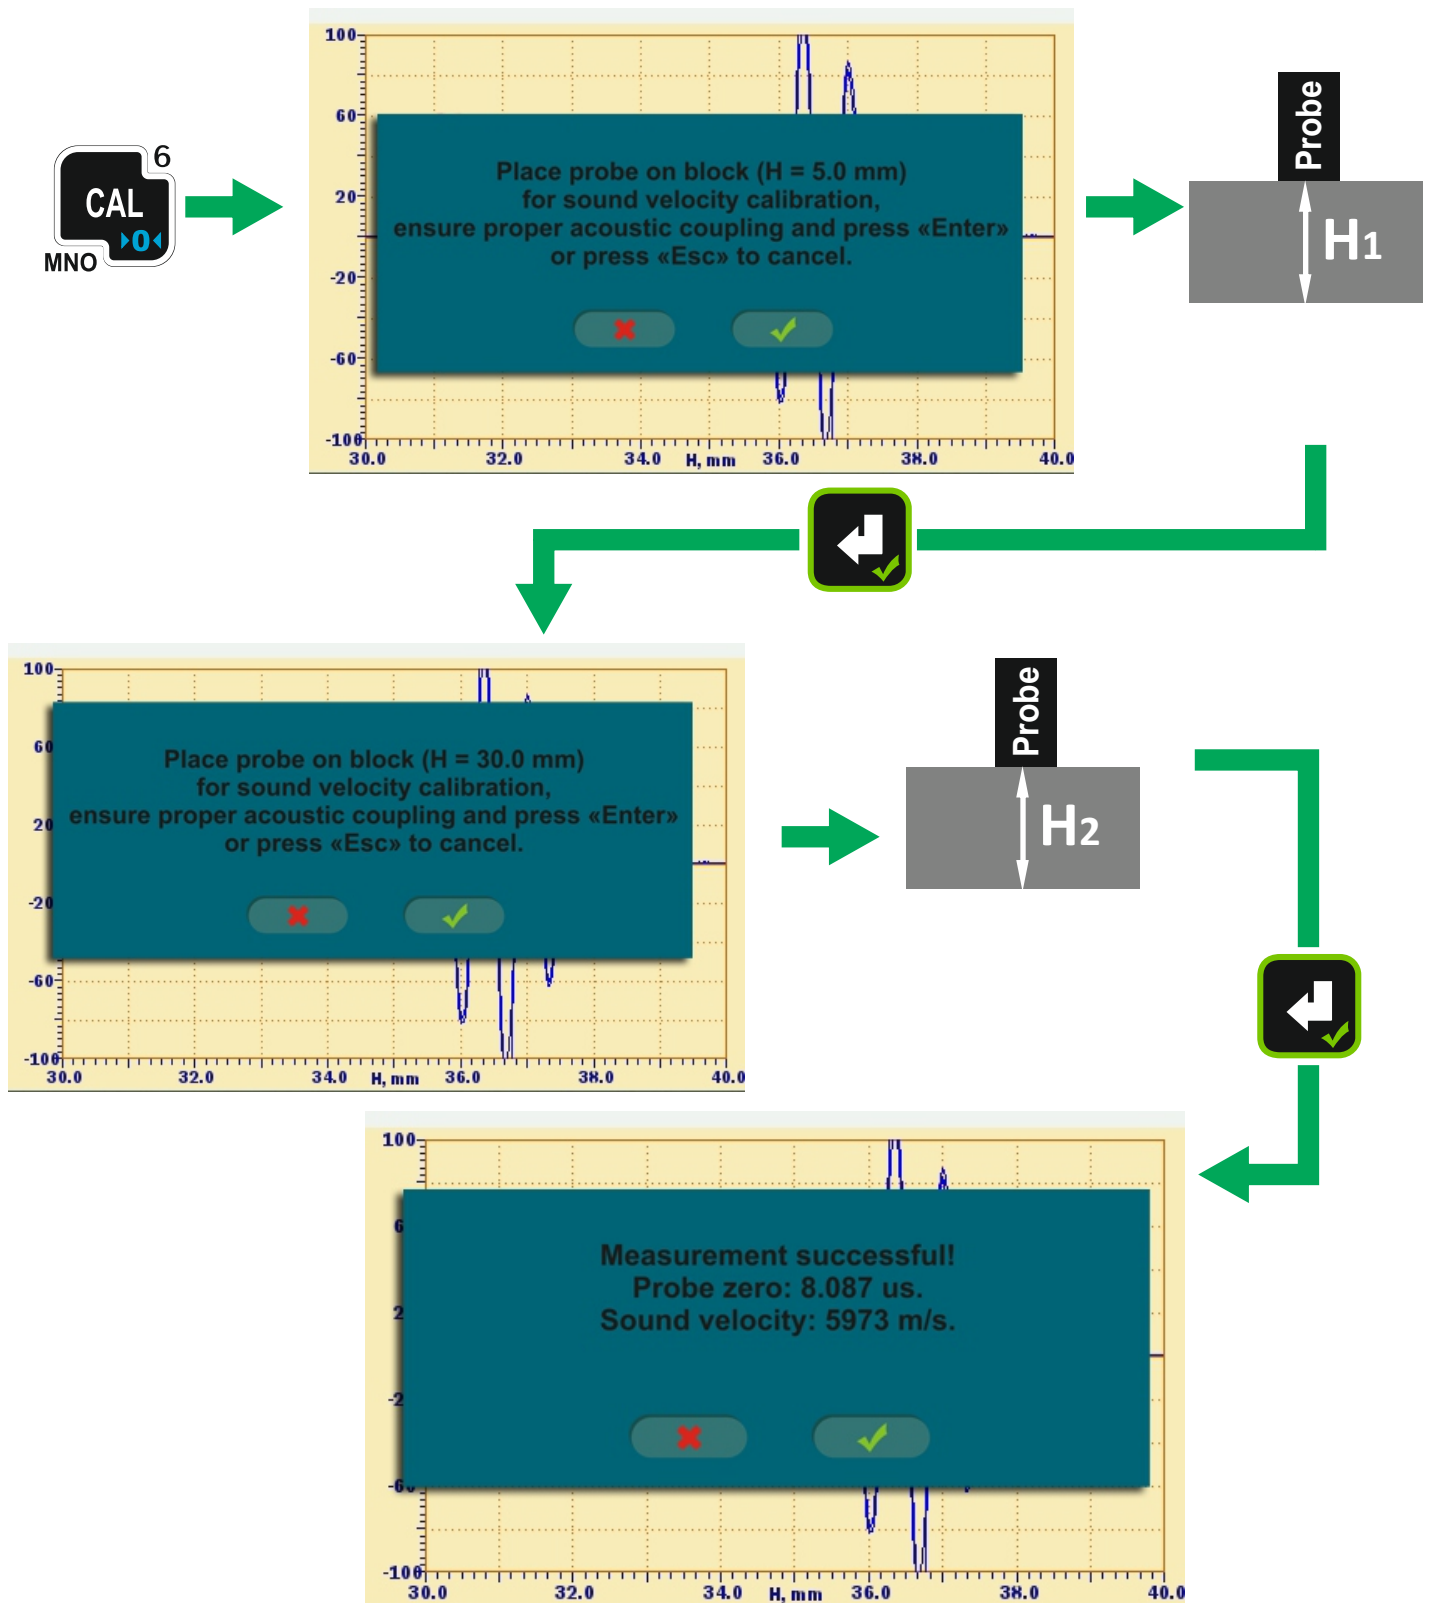 6
CAL
0
MNO
100
60
20
-20
-60
-100
30.0 32.0 34.0 H, mm 36.0 38.0 40.0
Place probe on block (H = 5.0 mm)
for sound velocity calibration,
ensure proper acoustic coupling and press «Enter»
or press «Esc» to cancel.
Probe
H1
100
60
20
-20
-60
-100
30.0 32.0 34.0 H, mm 36.0 38.0 40.0
Place probe on block (H = 30.0 mm)
for sound velocity calibration,
ensure proper acoustic coupling and press «Enter»
or press «Esc» to cancel.
Probe
H2
100
6
2
-2
-6
-100
30.0 32.0 34.0 H, mm 36.0 38.0 40.0
Measurement successful!
Probe zero: 8.087 us.
Sound velocity: 5973 m/s.